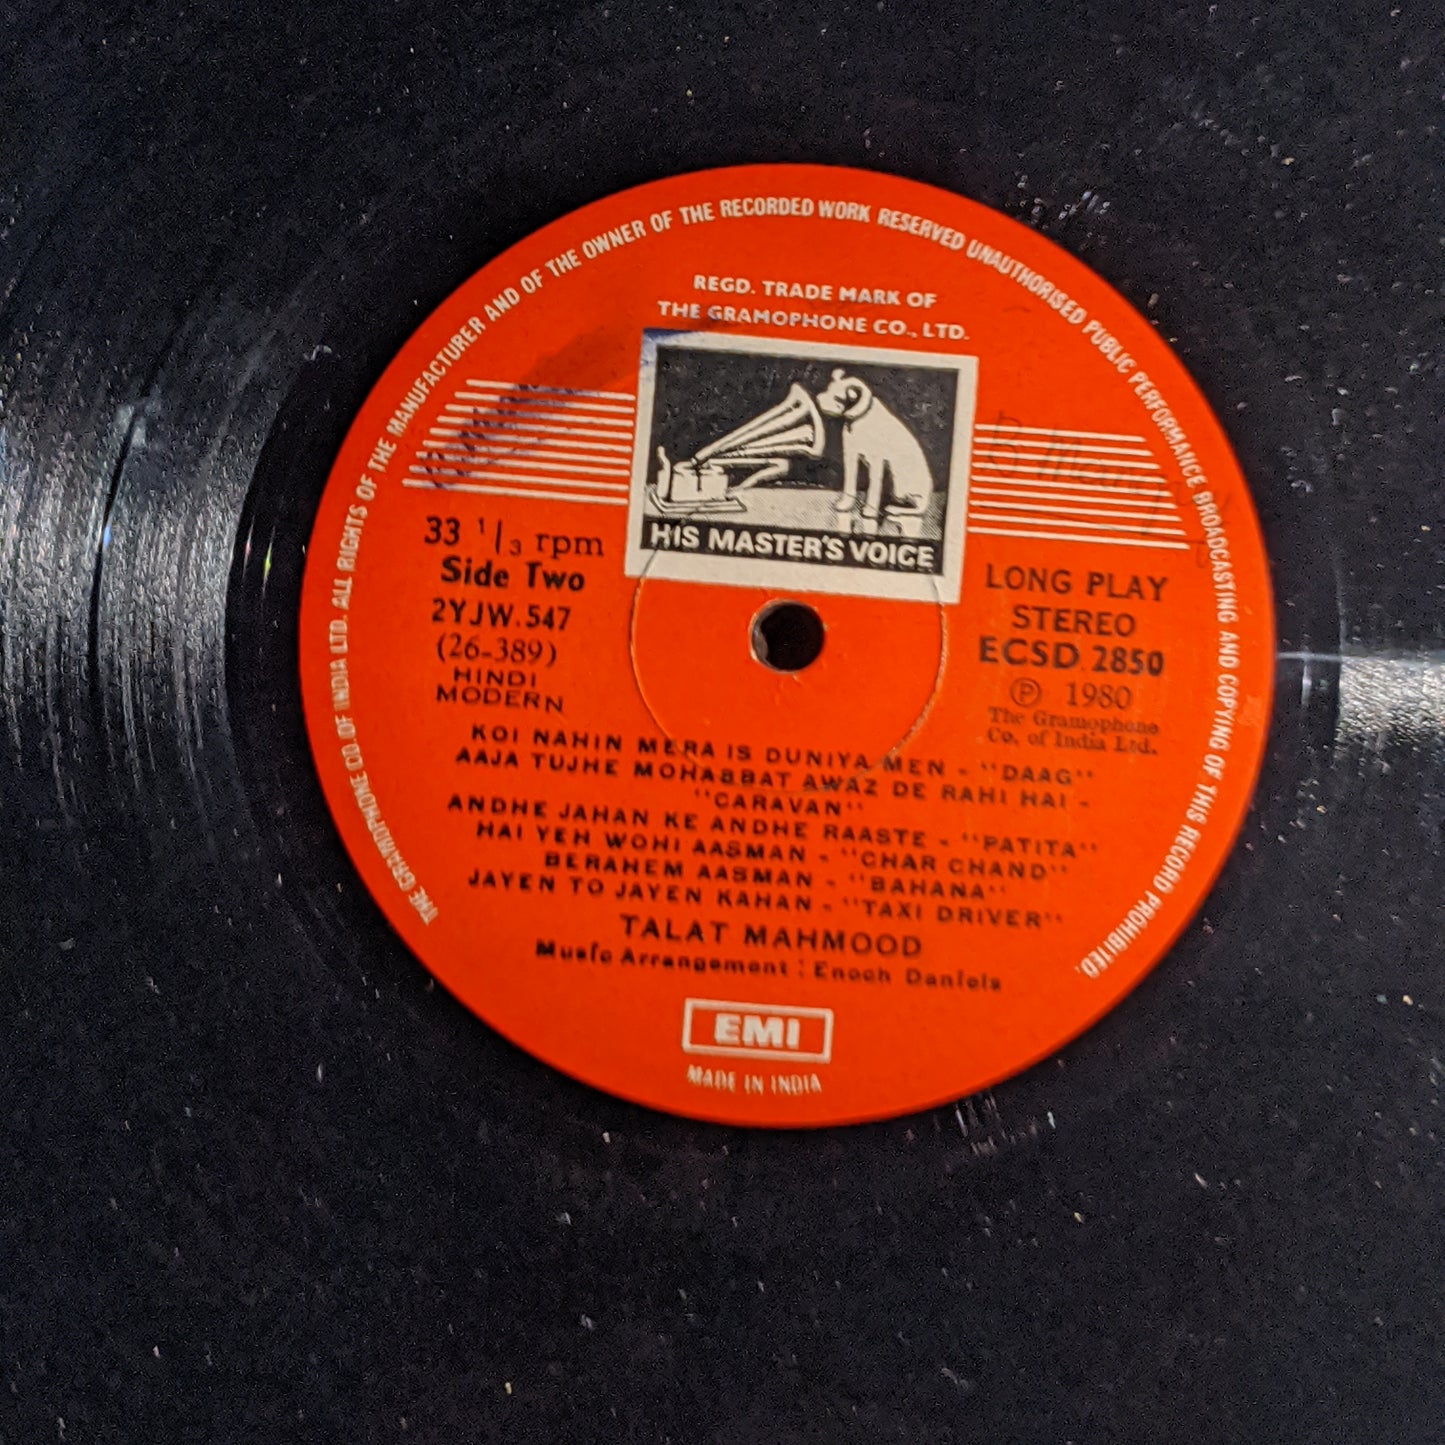 THE GRAMOPHONE CO. OF INDIA LTD. ALL RIGHTS OF THE MANUFACTURER AND OF THE OWNER OF THE RECORDED WORK RESERVED UNAUTHORISED PUBLIC PERFORMANCE BROADCASTING AND COPYING OF THIS RECORD PROHIBITED.
REGD. TRADE MARK OF
THE GRAMOPHONE CO., LTD.
HIS MASTER'S VOICE
33 1/3 rpm
Side Two
2YJW.547
(26-389)
HINDI
MODERN
LONG PLAY
STEREO
ECSD 2850
℗ 1980
The Gramophone
Co. of India Ltd.
KOI NAHIN MERA IS DUNIYA MEN - "DAAG"
AAJA TUJHE MOHABBAT AWAZ DE RAHI HAI -
"CARAVAN"
ANDHE JAHAN KE ANDHE RAASTE - "PATITA"
HAI YEH WOHI AASMAN - "CHAR CHAND"
BERAHEM AASMAN - "BAHANA"
JAYEN TO JAYEN KAHAN - "TAXI DRIVER"
TALAT MAHMOOD
Music Arrangement : Enoch Daniels
EMI
MADE IN INDIA